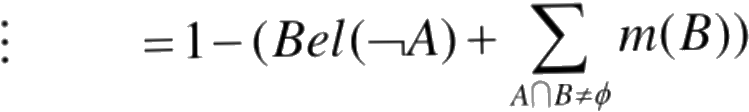 ⋮ = 1 − (Bel(¬A) + ∑_{A⋂B≠ϕ} m(B))